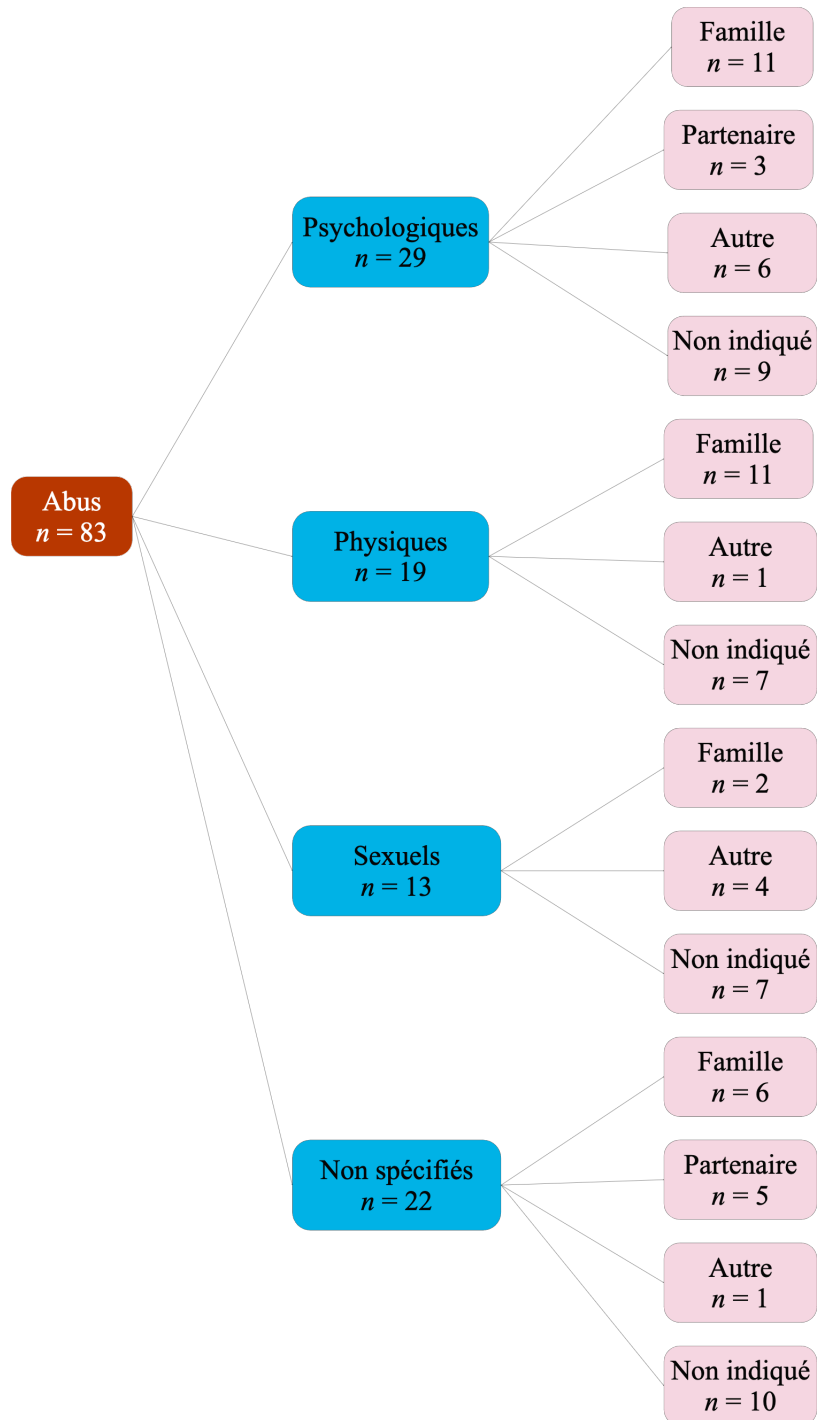 Abus
n = 83
Psychologiques
n = 29
Famille
n = 11
Partenaire
n = 3
Autre
n = 6
Non indiqué
n = 9
Physiques
n = 19
Famille
n = 11
Autre
n = 1
Non indiqué
n = 7
Sexuels
n = 13
Famille
n = 2
Autre
n = 4
Non indiqué
n = 7
Non spécifiés
n = 22
Famille
n = 6
Partenaire
n = 5
Autre
n = 1
Non indiqué
n = 10